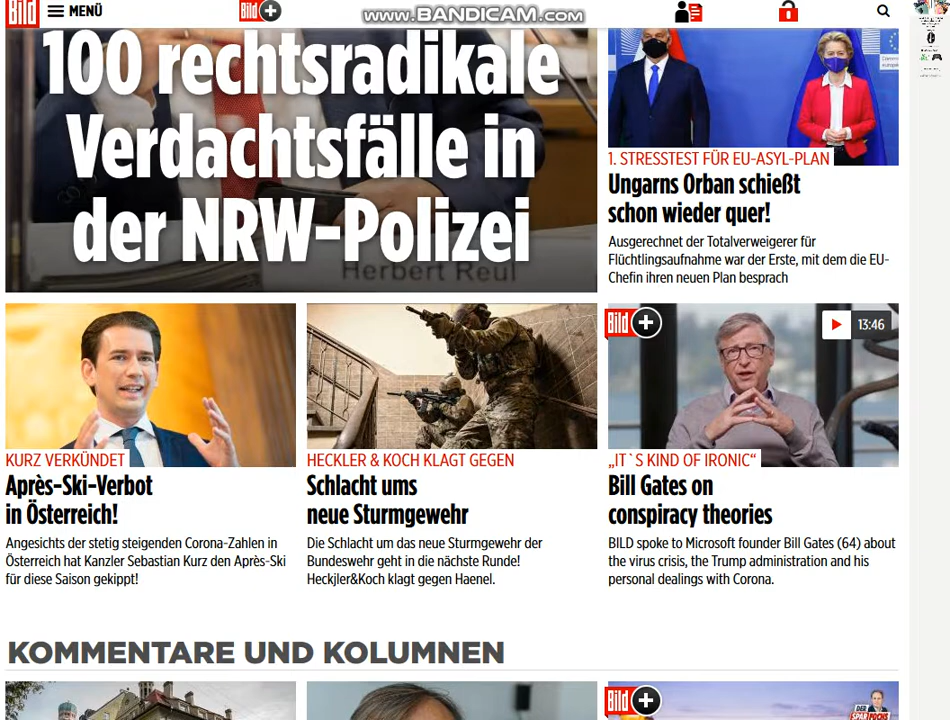 Bild
MENÜ
Bild +
www.BANDICAM.com
100 rechtsradikale
Verdachtsfälle in
der NRW-Polizei
Herbert Reul
1. STRESSTEST FÜR EU-ASYL-PLAN
Ungarns Orban schießt
schon wieder quer!
Ausgerechnet der Totalverweigerer für
Flüchtlingsaufnahme war der Erste, mit dem die EU-
Chefin ihren neuen Plan besprach
KURZ VERKÜNDET
Après-Ski-Verbot
in Österreich!
Angesichts der stetig steigenden Corona-Zahlen in
Österreich hat Kanzler Sebastian Kurz den Après-Ski
für diese Saison gekippt!
HECKLER & KOCH KLAGT GEGEN
Schlacht ums
neue Sturmgewehr
Die Schlacht um das neue Sturmgewehr der
Bundeswehr geht in die nächste Runde!
Heckjler&Koch klagt gegen Haenel.
Bild +
13:46
„IT`S KIND OF IRONIC“
Bill Gates on
conspiracy theories
BILD spoke to Microsoft founder Bill Gates (64) about
the virus crisis, the Trump administration and his
personal dealings with Corona.
KOMMENTARE UND KOLUMNEN
Bild +
DER
SPARFOCHS